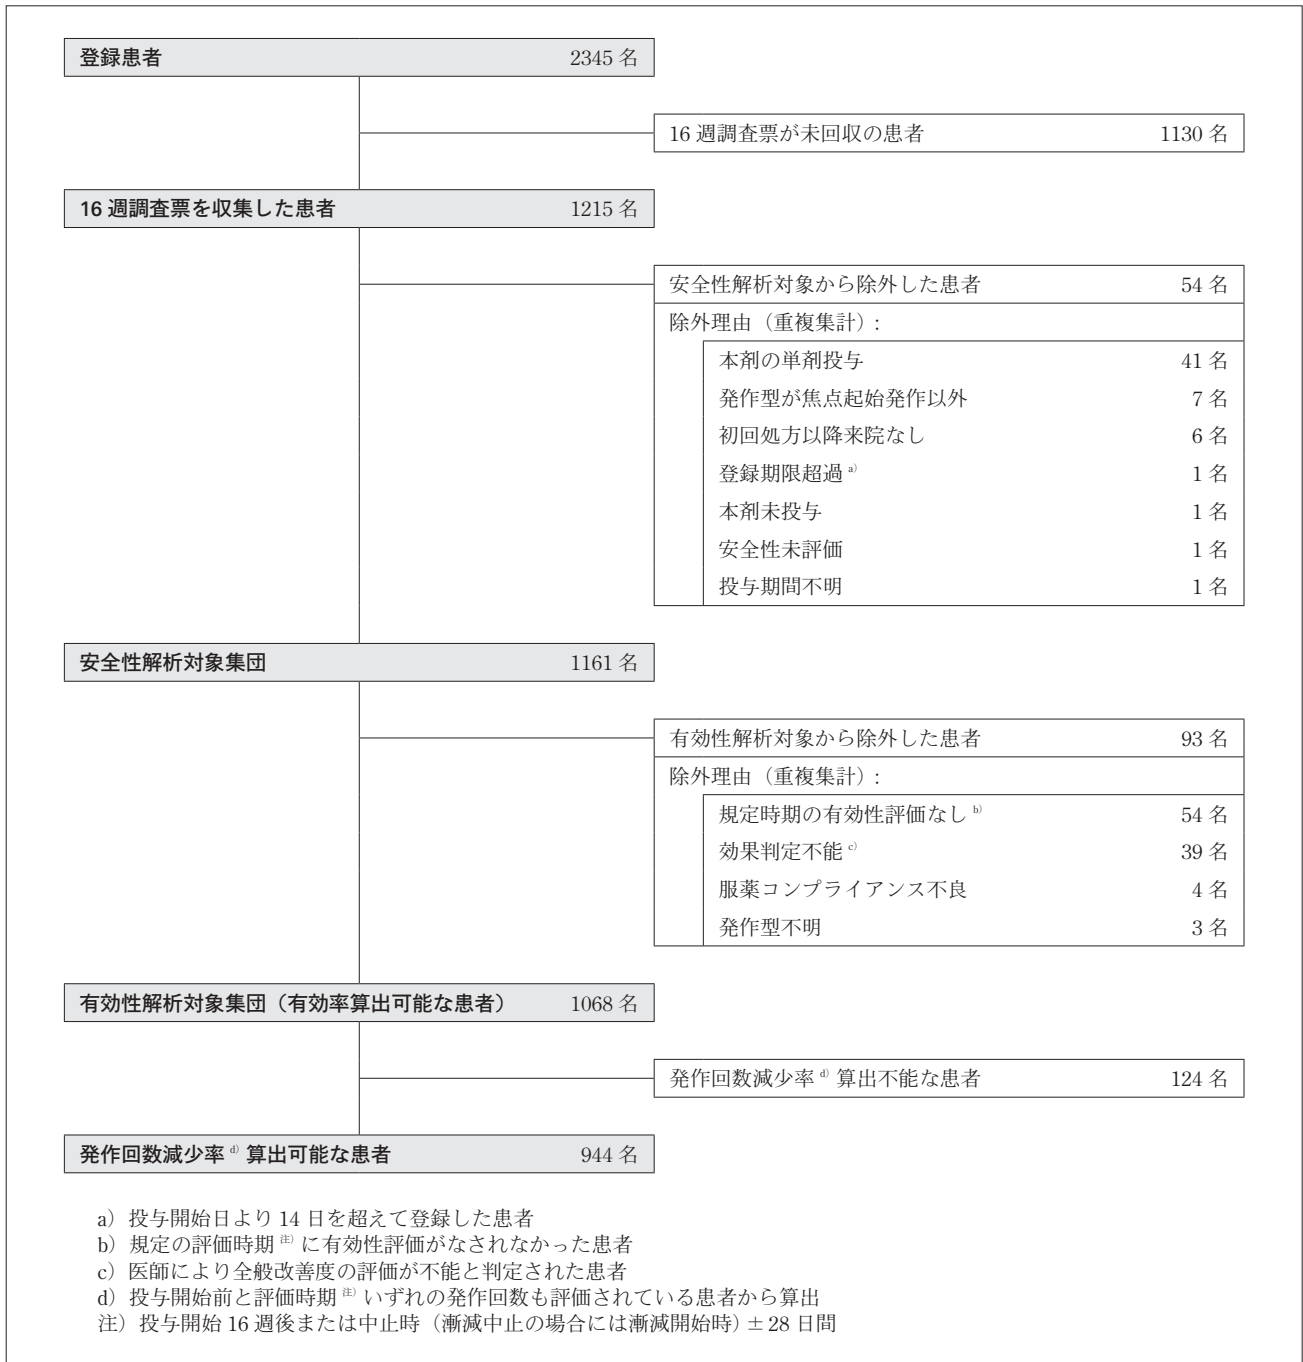 登録患者 2345 名
16 週調査票が未回収の患者 1130 名
16 週調査票を収集した患者 1215 名
安全性解析対象から除外した患者 54 名
除外理由（重複集計）:
本剤の単剤投与 41 名
発作型が焦点起始発作以外 7 名
初回処方以降来院なし 6 名
登録期限超過 a) 1 名
本剤未投与 1 名
安全性未評価 1 名
投与期間不明 1 名
安全性解析対象集団 1161 名
有効性解析対象から除外した患者 93 名
除外理由（重複集計）:
規定時期の有効性評価なし b) 54 名
効果判定不能 c) 39 名
服薬コンプライアンス不良 4 名
発作型不明 3 名
有効性解析対象集団（有効率算出可能な患者） 1068 名
発作回数減少率 d) 算出不能な患者 124 名
発作回数減少率 d) 算出可能な患者 944 名
a）投与開始日より 14 日を超えて登録した患者
b）規定の評価時期 注) に有効性評価がなされなかった患者
c）医師により全般改善度の評価が不能と判定された患者
d）投与開始前と評価時期 注) いずれの発作回数も評価されている患者から算出
注）投与開始 16 週後または中止時（漸減中止の場合には漸減開始時）± 28 日間